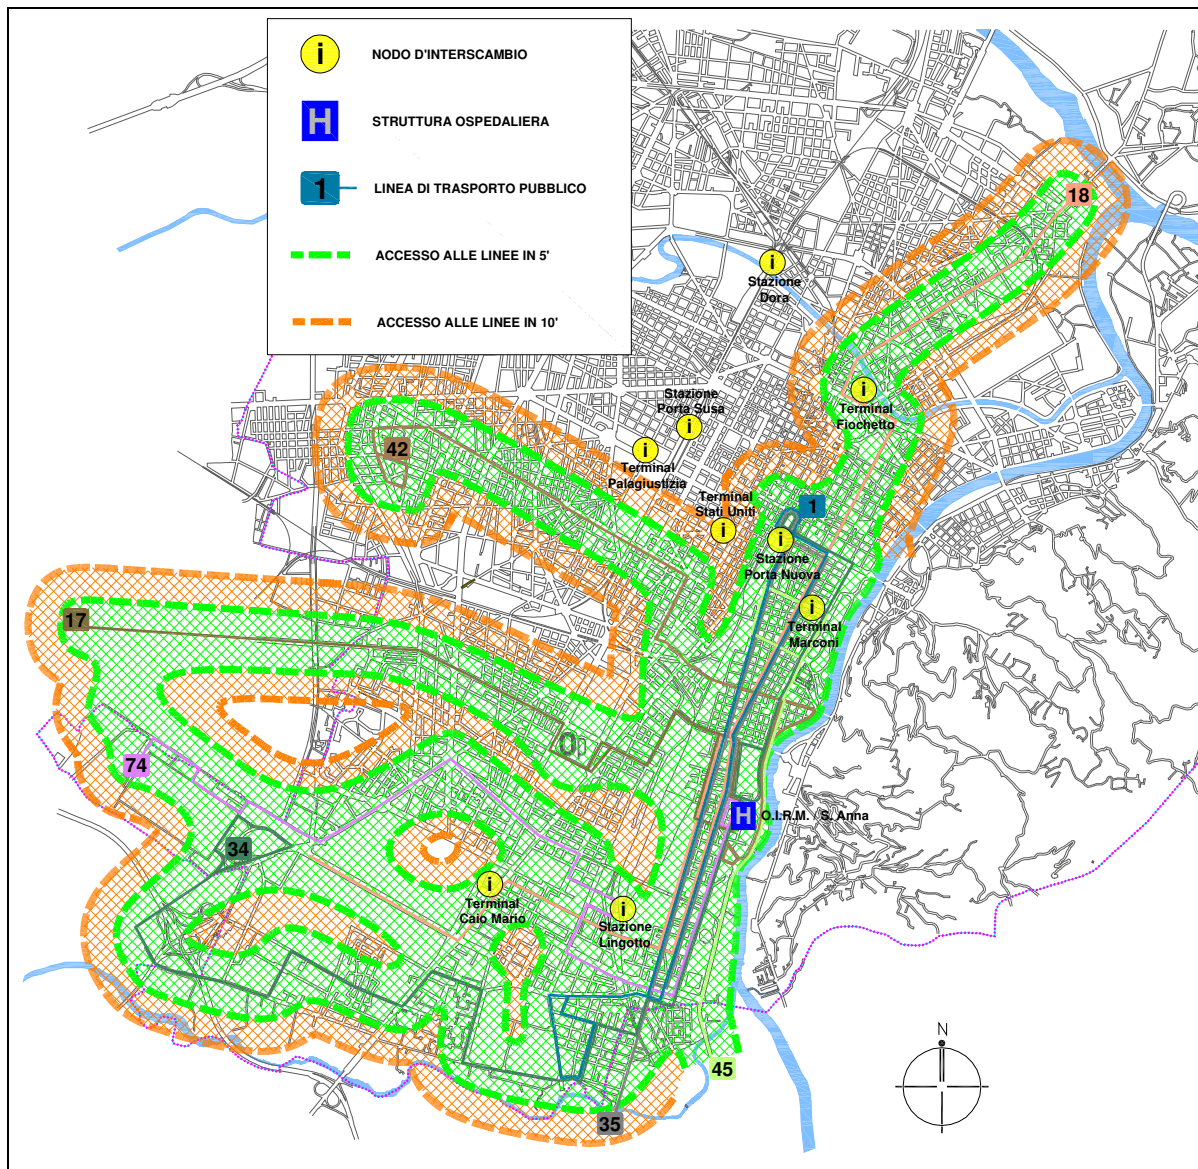 i NODO D'INTERSCAMBIO
H STRUTTURA OSPEDALIERA
1 LINEA DI TRASPORTO PUBBLICO
ACCESSO ALLE LINEE IN 5'
ACCESSO ALLE LINEE IN 10'
18
i
Stazione
Dora
i
Terminal
Fiochetto
Stazione
Porta Susa
i
42
i
Terminal
Palagiustizia
Terminal
Stati Uniti
i
1
i
Stazione
Porta Nuova
i
Terminal
Marconi
17
74
H O.I.R.M. / S. Anna
34
i
Terminal
Caio Mario
i
Stazione
Lingotto
N
45
35